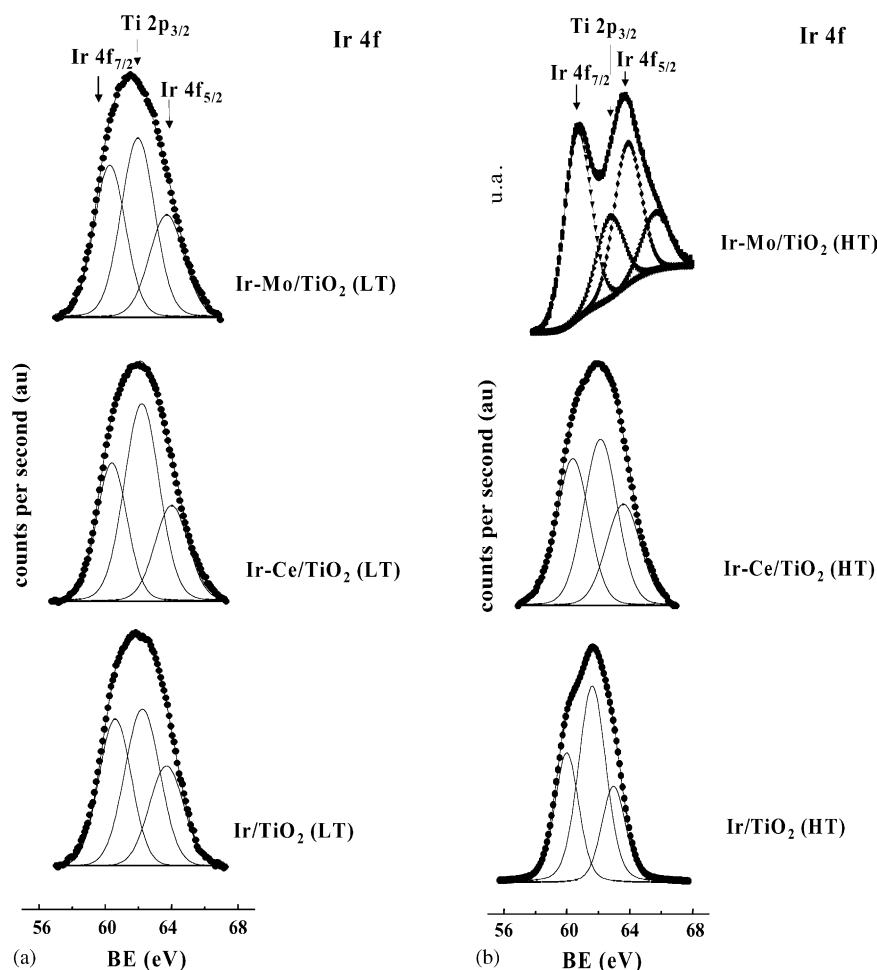 Ti 2p3/2
Ir 4f
Ir 4f7/2
Ir 4f5/2
Ir-Mo/TiO2 (LT)
Ir-Ce/TiO2 (LT)
Ir/TiO2 (LT)
counts per second (au)
56 60 64 68
(a) BE (eV)
Ti 2p3/2
Ir 4f
Ir 4f7/2
Ir 4f5/2
u.a.
Ir-Mo/TiO2 (HT)
Ir-Ce/TiO2 (HT)
Ir/TiO2 (HT)
counts per second (au)
56 60 64 68
(b) BE (eV)